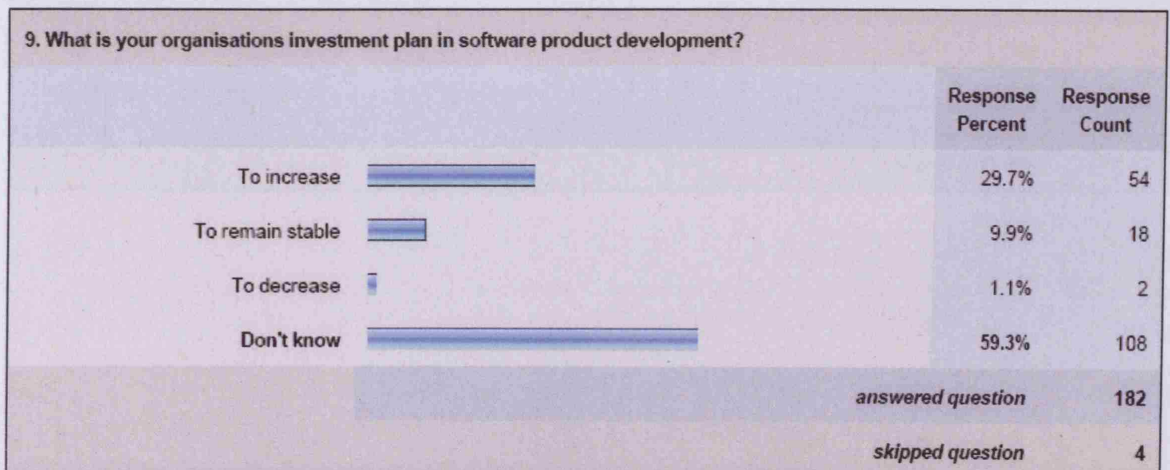 9. What is your organisations investment plan in software product development?
Response Percent Response Count
To increase 29.7% 54
To remain stable 9.9% 18
To decrease 1.1% 2
Don't know 59.3% 108
answered question 182
skipped question 4